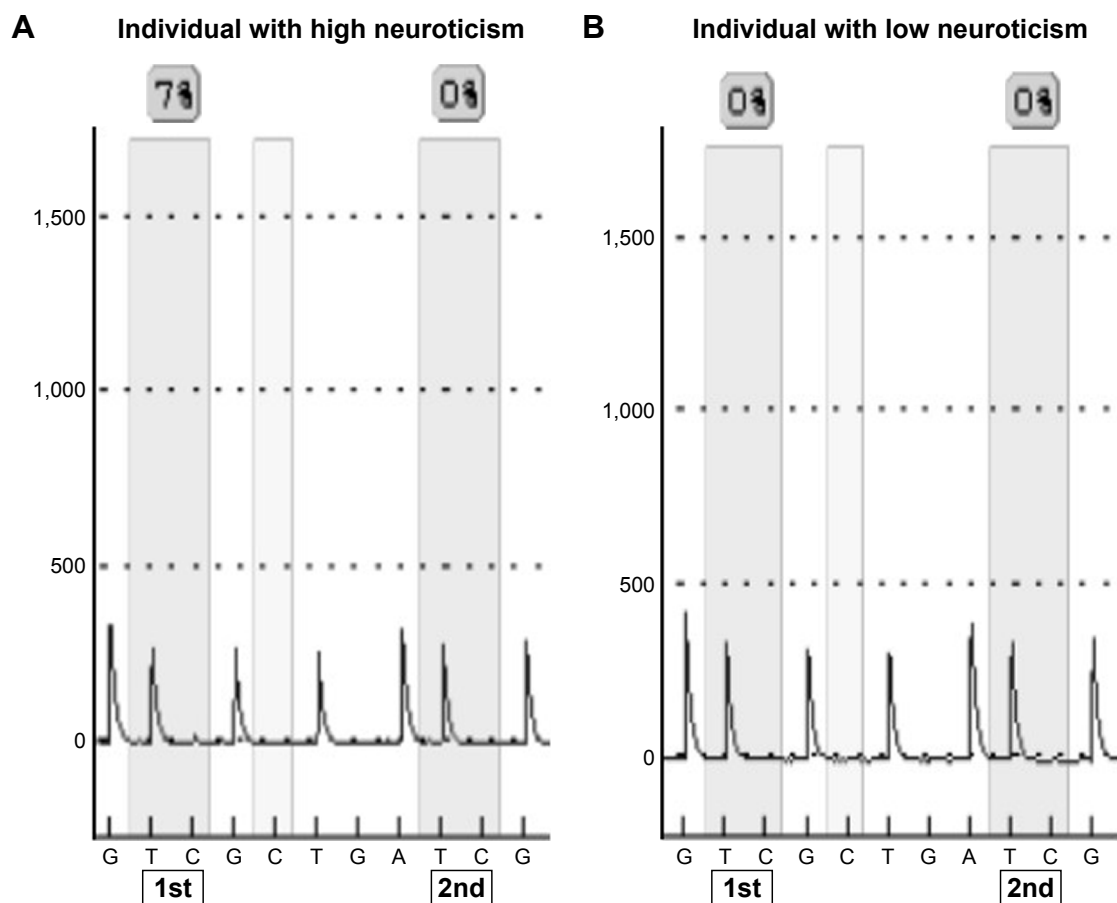 A Individual with high neuroticism
7%
0%
1,500
1,000
500
0
G T C G C T G A T C G
1st 2nd
B Individual with low neuroticism
0%
0%
1,500
1,000
500
0
G T C G C T G A T C G
1st 2nd